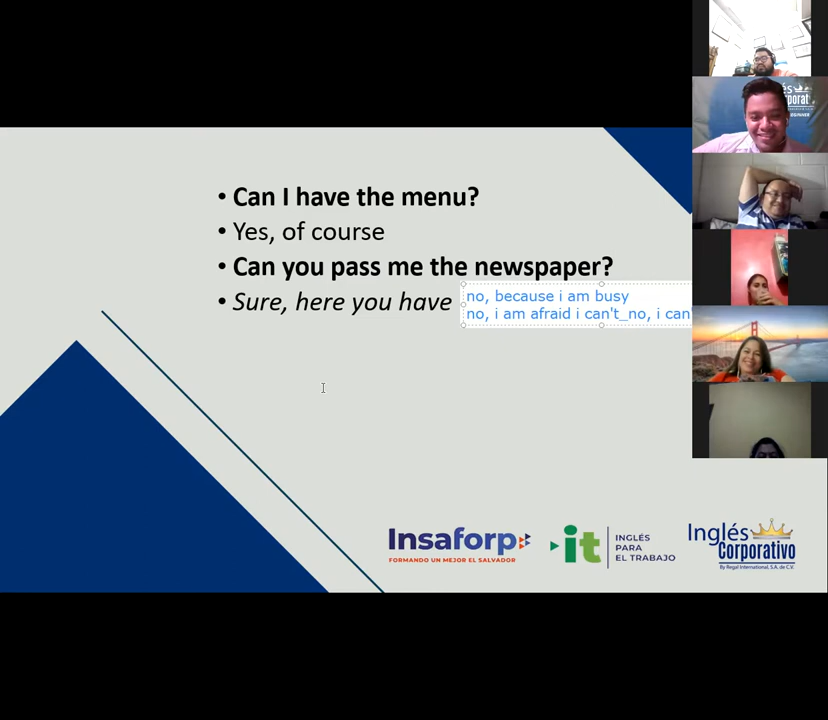 • Can I have the menu?
• Yes, of course
• Can you pass me the newspaper?
• Sure, here you have
no, because i am busy
no, i am afraid i can't_no, i can
Insaforp
FORMANDO UN MEJOR EL SALVADOR
it
INGLÉS
PARA
EL TRABAJO
Inglés
Corporativo
By Regal International, S.A. de C.V.